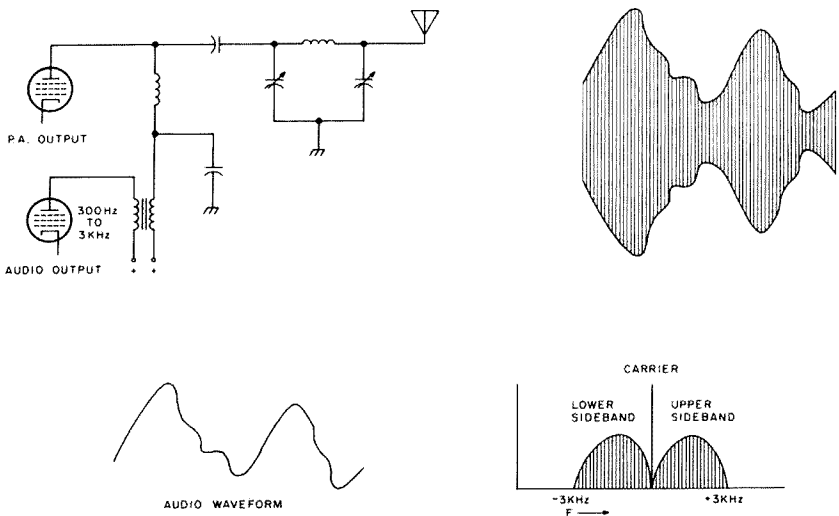 P.A. OUTPUT
300Hz
TO
3KHz
AUDIO OUTPUT
+ +
AUDIO WAVEFORM
CARRIER
LOWER
SIDEBAND
UPPER
SIDEBAND
-3KHz
+3KHz
F